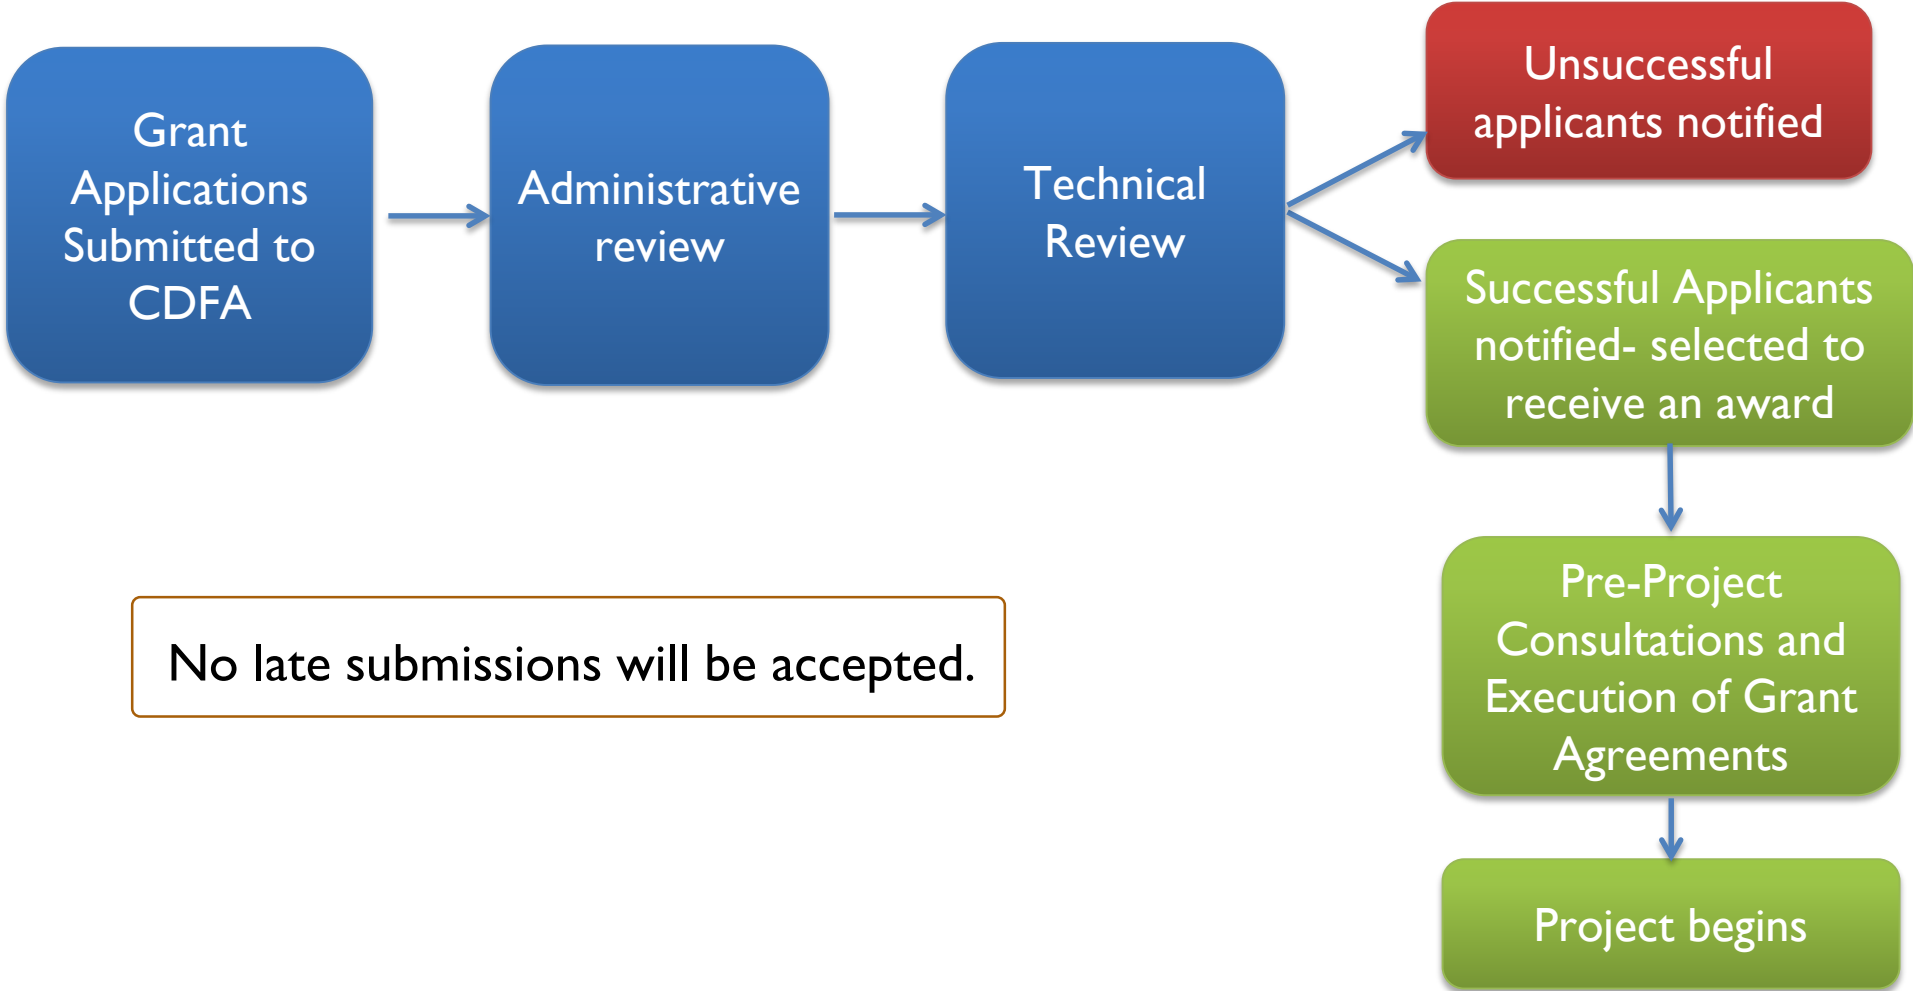 Grant
Applications
Submitted to
CDFA
Administrative
review
Technical
Review
Unsuccessful
applicants notified
Successful Applicants
notified- selected to
receive an award
Pre-Project
Consultations and
Execution of Grant
Agreements
Project begins
No late submissions will be accepted.